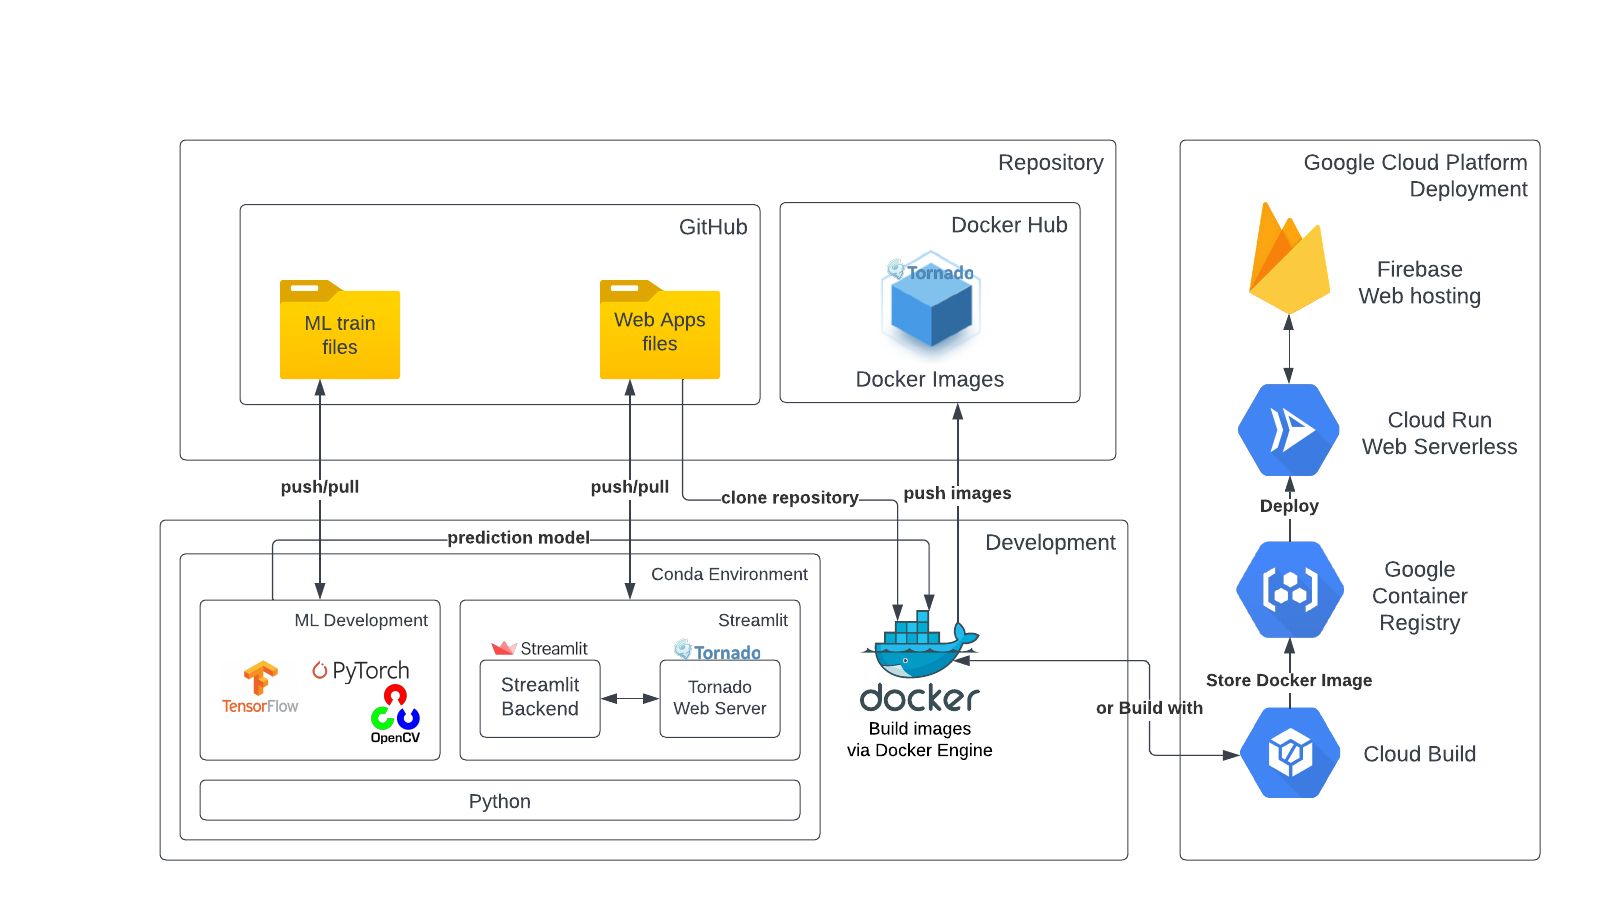 Repository
Google Cloud Platform
Deployment
GitHub
Docker Hub
Tornado
ML train
files
Web Apps
files
Docker Images
Firebase
Web hosting
Cloud Run
Web Serverless
push/pull
push/pull
clone repository
push images
Deploy
prediction model
Development
Conda Environment
Google
Container
Registry
ML Development
Streamlit
Streamlit
Tornado
TensorFlow
PyTorch
OpenCV
Streamlit
Backend
Tornado
Web Server
docker
Build images
via Docker Engine
Store Docker Image
or Build with
Cloud Build
Python